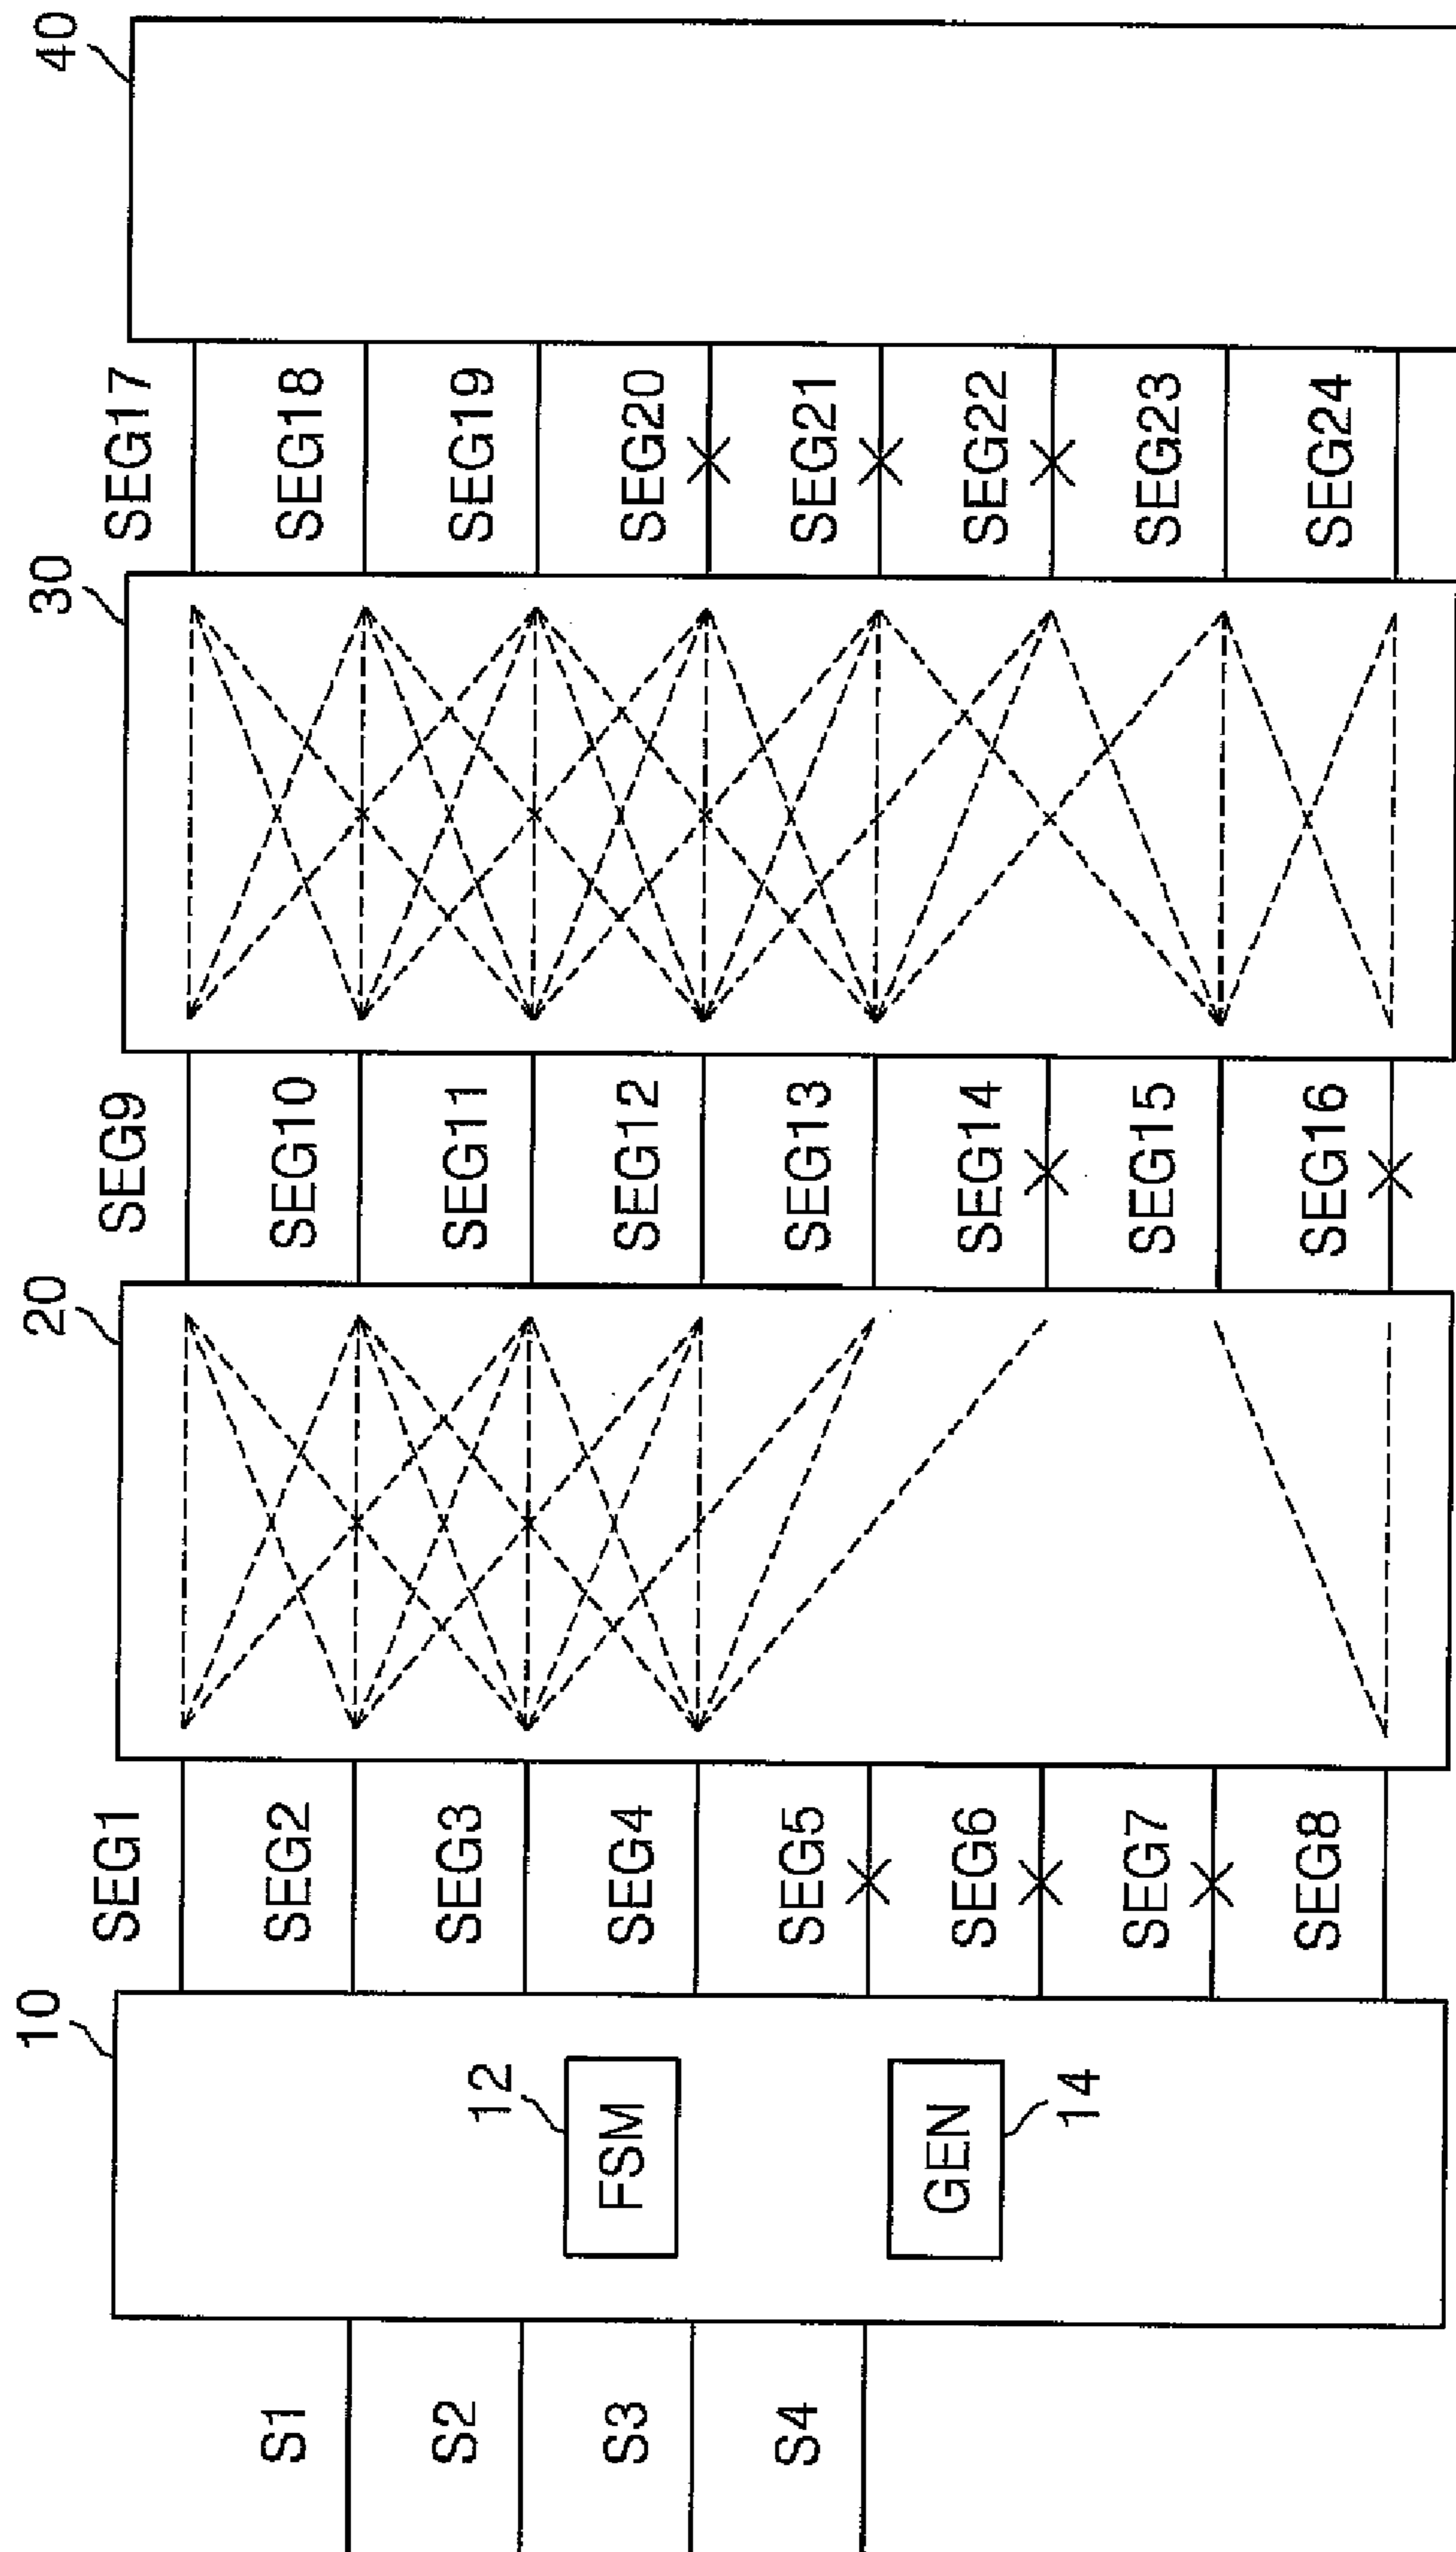 10
20
30
40
S1
S2
S3
S4
12
FSM
GEN
14
SEG1
SEG2
SEG3
SEG4
SEG5
SEG6
SEG7
SEG8
SEG9
SEG10
SEG11
SEG12
SEG13
SEG14
SEG15
SEG16
SEG17
SEG18
SEG19
SEG20
SEG21
SEG22
SEG23
SEG24